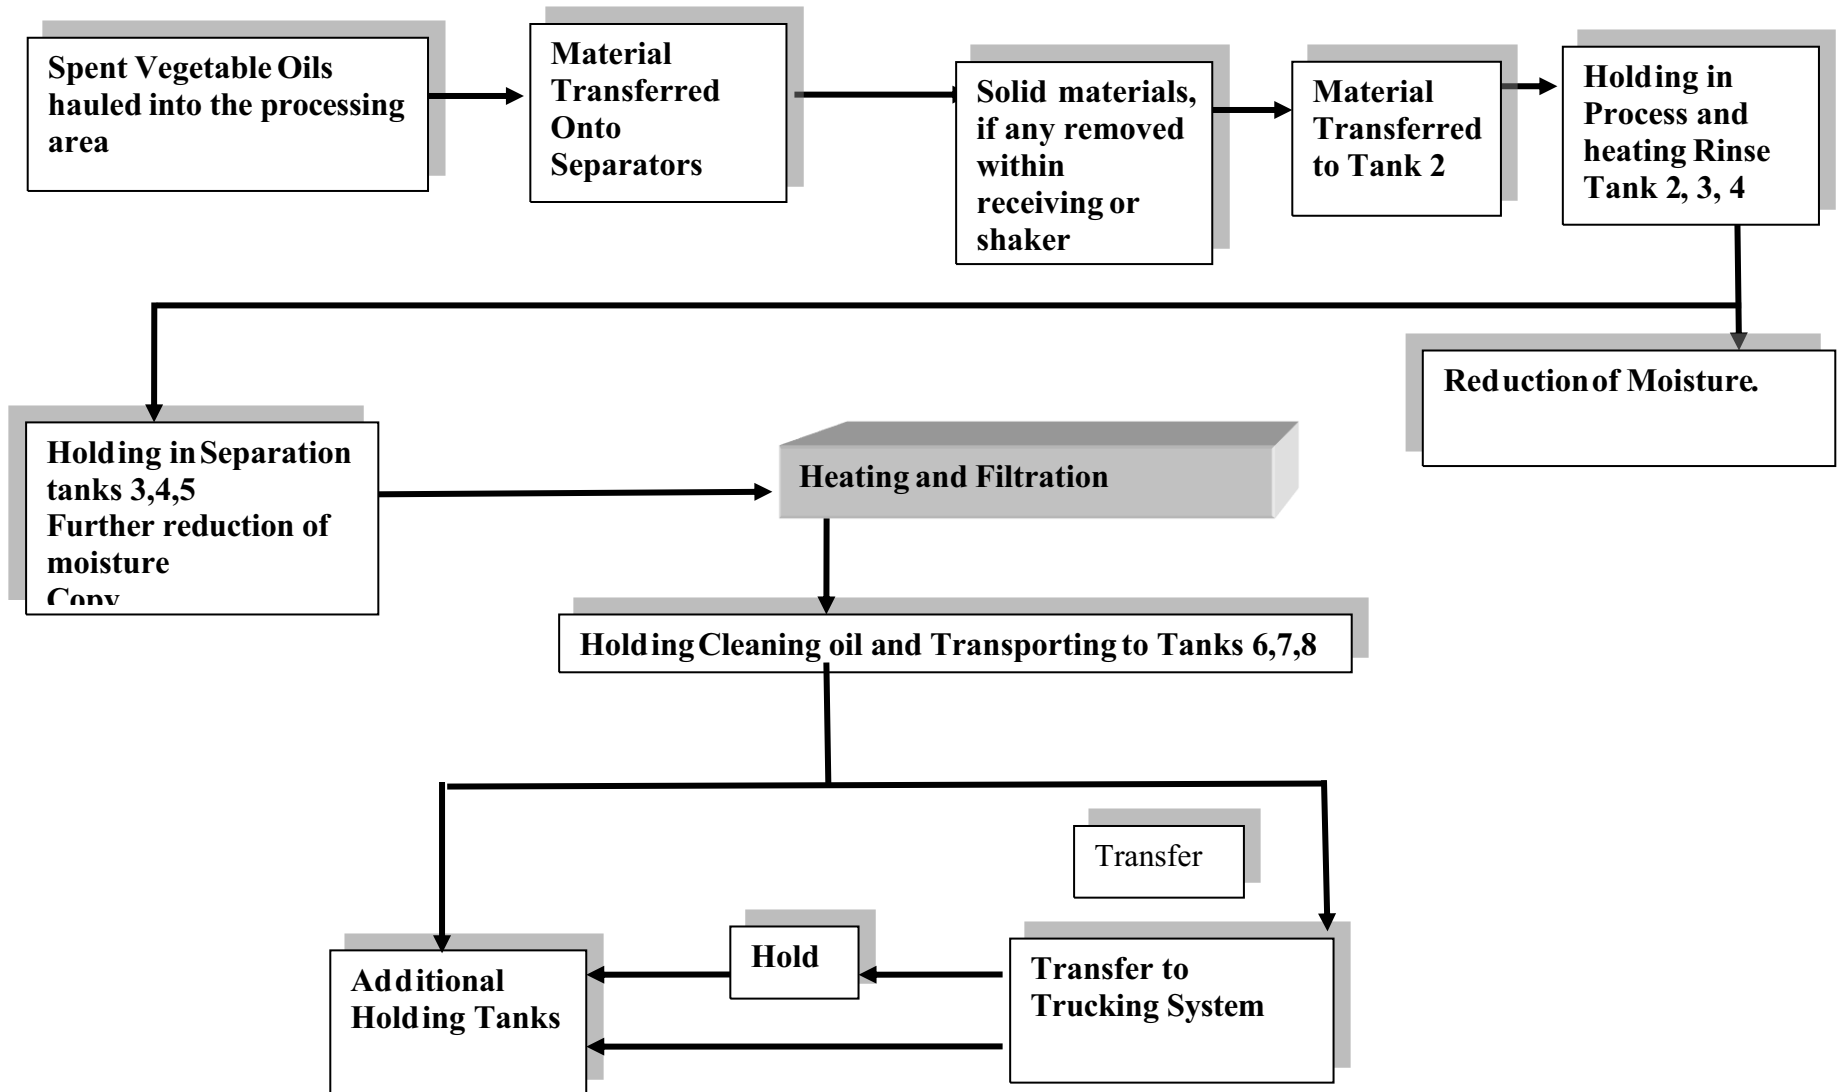 Spent Vegetable Oils
hauled into the processing
area
Material
Transferred
Onto
Separators
Solid materials,
if any removed
within
receiving or
shaker
Material
Transferred
to Tank 2
Holding in
Process and
heating Rinse
Tank 2, 3, 4
Reduction of Moisture.
Holding in Separation
tanks 3,4,5
Further reduction of
moisture
Copy
Heating and Filtration
Holding Cleaning oil and Transporting to Tanks 6,7,8
Transfer
Hold
Additional
Holding Tanks
Transfer to
Trucking System